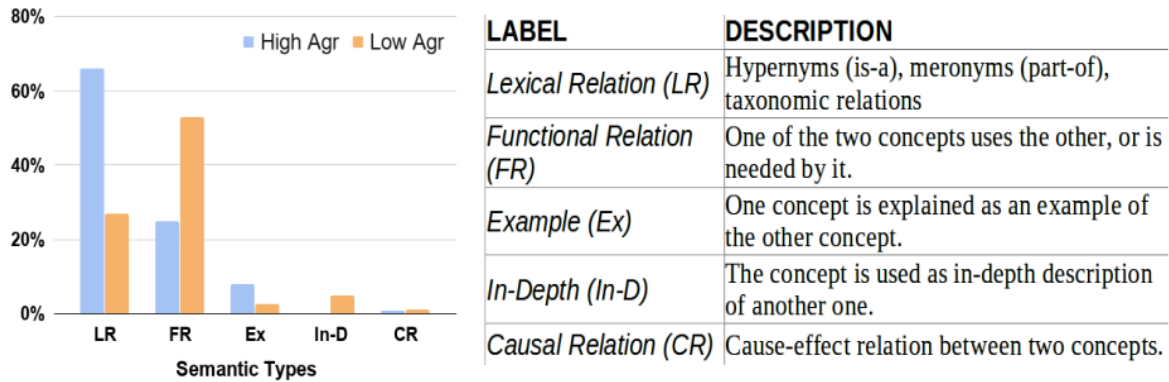 80%
60%
40%
20%
0%
High Agr
Low Agr
LR
FR
Ex
In-D
CR
Semantic Types
LABEL
DESCRIPTION
Lexical Relation (LR)
Hypernyms (is-a), meronyms (part-of),
taxonomic relations
Functional Relation
(FR)
One of the two concepts uses the other, or is
needed by it.
Example (Ex)
One concept is explained as an example of
the other concept.
In-Depth (In-D)
The concept is used as in-depth description
of another one.
Causal Relation (CR)
Cause-effect relation between two concepts.